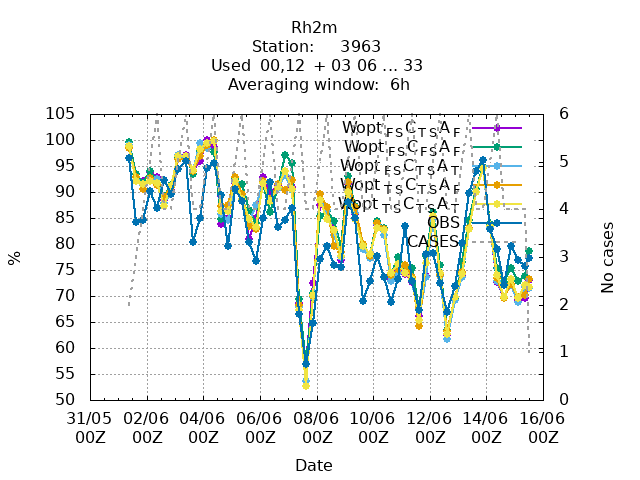 Rh2m
Station: 3963
Used 00,12 + 03 06 ... 33
Averaging window: 6h
105
100
95
90
85
80
75
70
65
60
55
50
%
6
5
4
3
2
1
0
No cases
Wopt FS C TS A F
Wopt FS C FS A F
Wopt FS C TS A T
Wopt TS C TS A F
Wopt TS C TS A T
OBS
CASES
31/05 02/06 04/06 06/06 08/06 10/06 12/06 14/06 16/06
00Z 00Z 00Z 00Z 00Z 00Z 00Z 00Z 00Z
Date